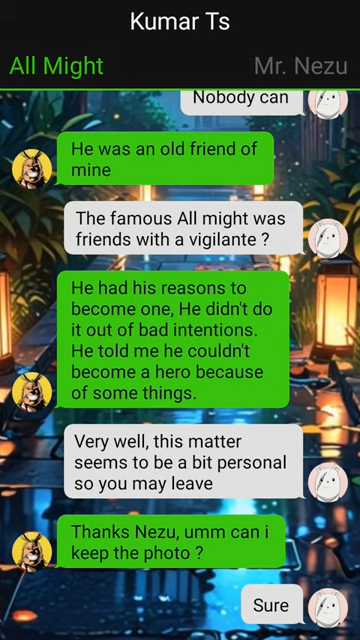 Kumar Ts
All Might
Mr. Nezu
Nobody can
He was an old friend of
mine
The famous All might was
friends with a vigilante ?
He had his reasons to
become one, He didn't do
it out of bad intentions.
He told me he couldn't
become a hero because
of some things.
Very well, this matter
seems to be a bit personal
so you may leave
Thanks Nezu, umm can i
keep the photo ?
Sure